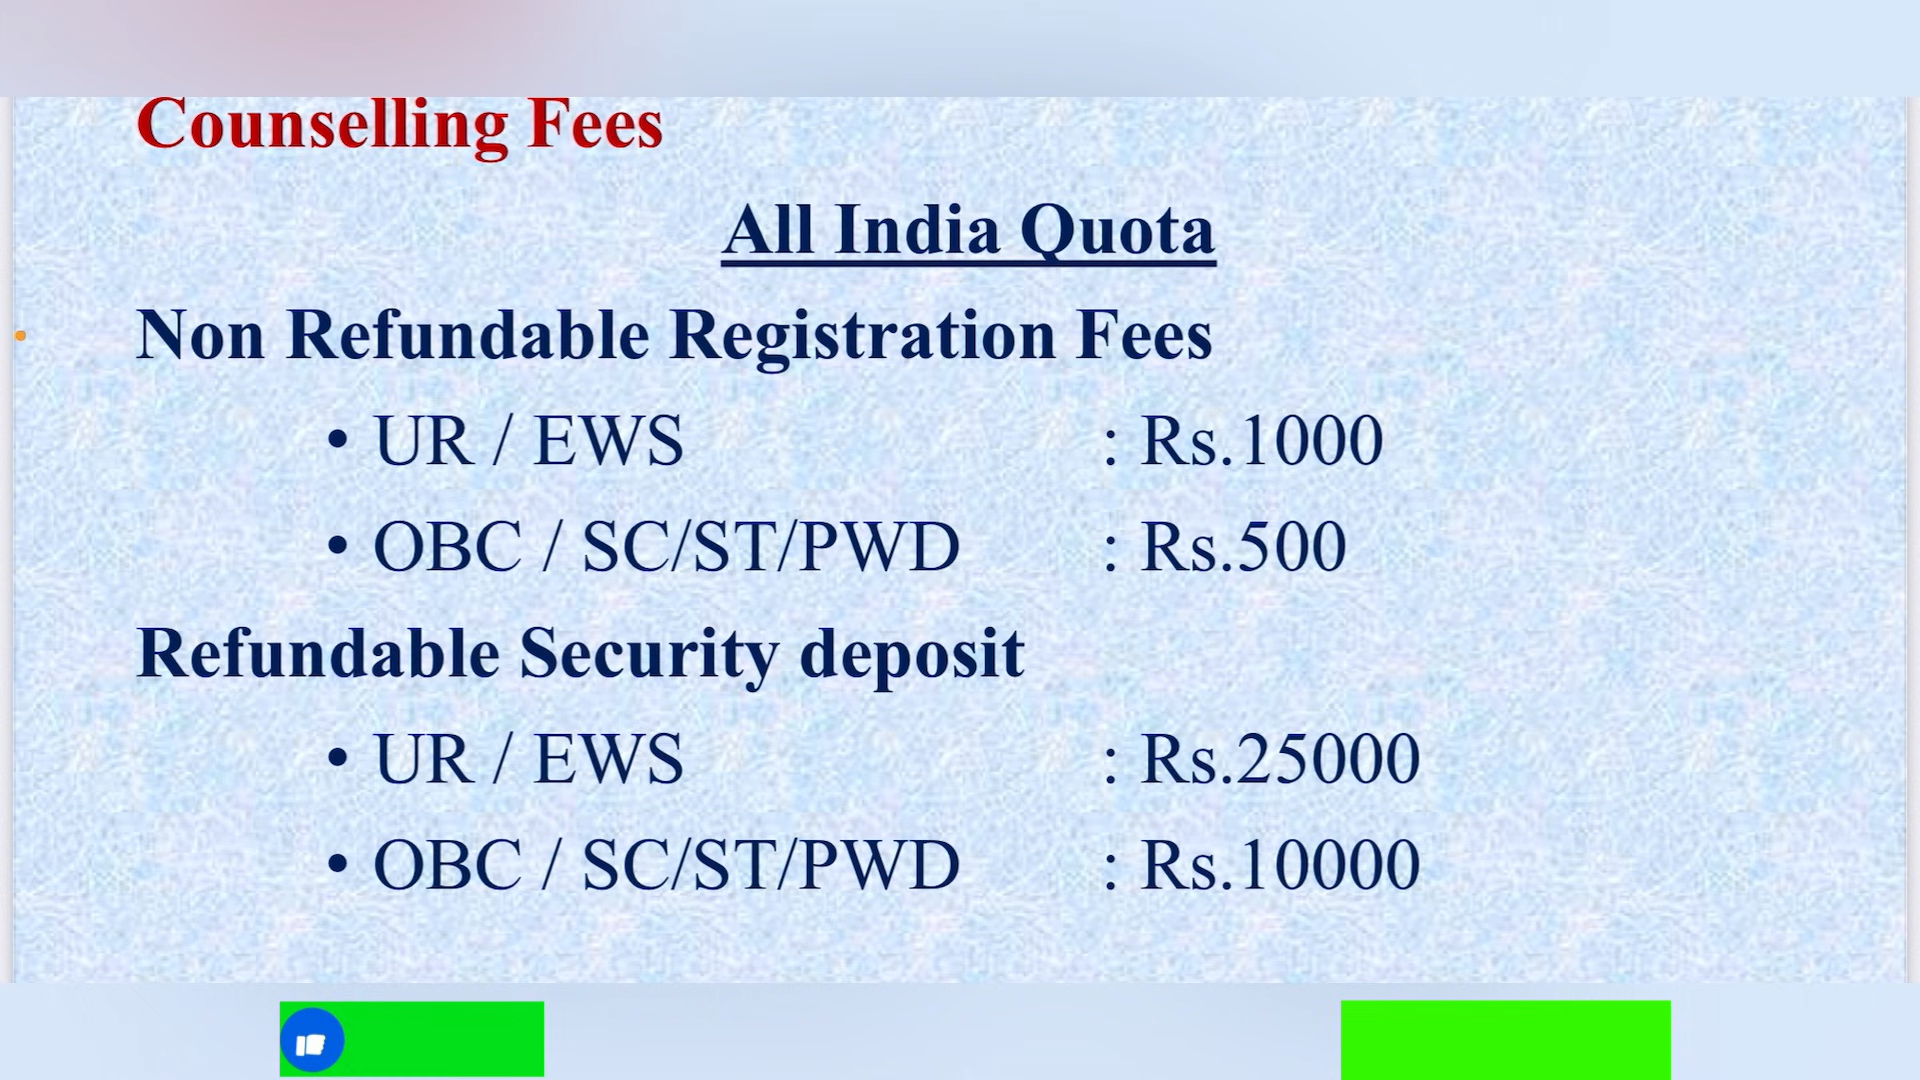 Counselling Fees
All India Quota
Non Refundable Registration Fees
• UR / EWS : Rs.1000
• OBC / SC/ST/PWD : Rs.500
Refundable Security deposit
• UR / EWS : Rs.25000
• OBC / SC/ST/PWD : Rs.10000